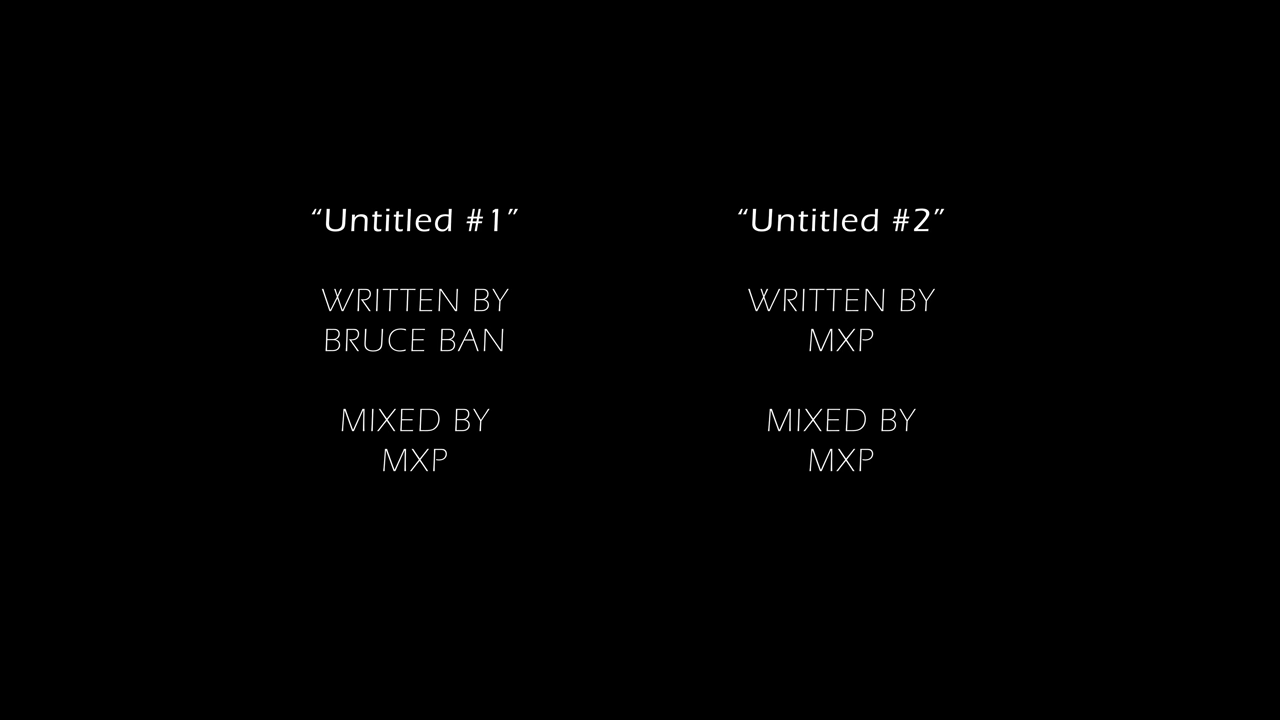 “Untitled #1”
WRITTEN BY
BRUCE BAN
MIXED BY
MXP
“Untitled #2”
WRITTEN BY
MXP
MIXED BY
MXP